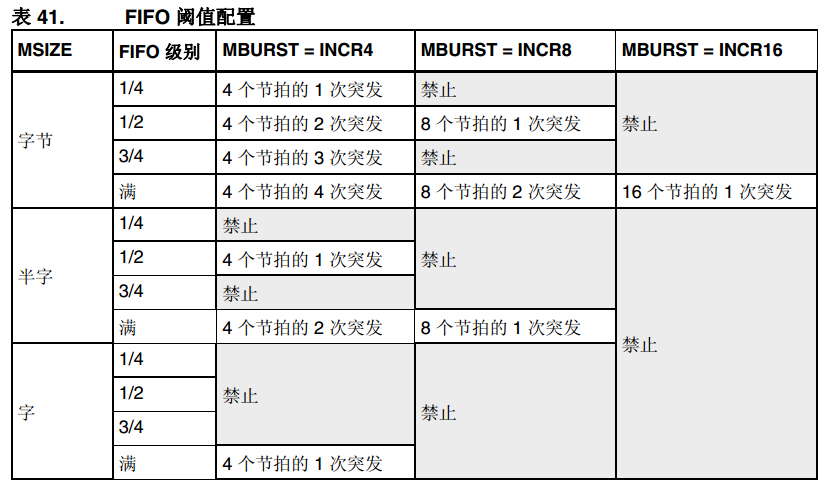 表 41. FIFO 阈值配置
MSIZE FIFO 级别 MBURST = INCR4 MBURST = INCR8 MBURST = INCR16
字节
1/4 4 个节拍的 1 次突发 禁止
禁止
1/2 4 个节拍的 2 次突发 8 个节拍的 1 次突发
3/4 4 个节拍的 3 次突发 禁止
满 4 个节拍的 4 次突发 8 个节拍的 2 次突发 16 个节拍的 1 次突发
半字
1/4 禁止
禁止
禁止
1/2 4 个节拍的 1 次突发
3/4 禁止
满 4 个节拍的 2 次突发 8 个节拍的 1 次突发
字
1/4
禁止
禁止
1/2
3/4
满 4 个节拍的 1 次突发